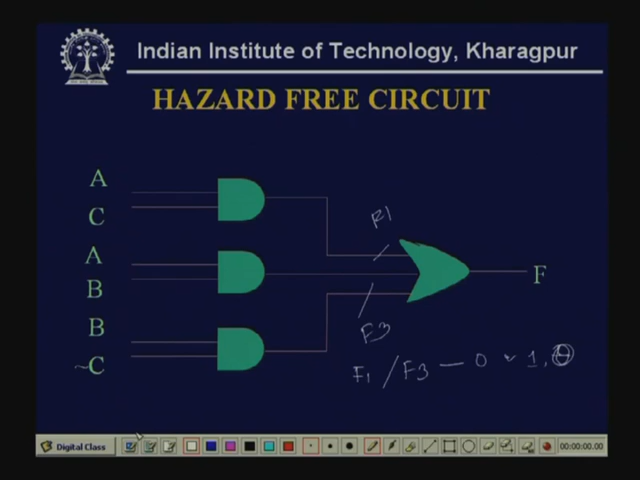 Indian Institute of Technology, Kharagpur
HAZARD FREE CIRCUIT
A
C
A
B
B
~C
F1
F3
F
F1 / F3 — 0 1, 0
Digital Class
00:00:00.00